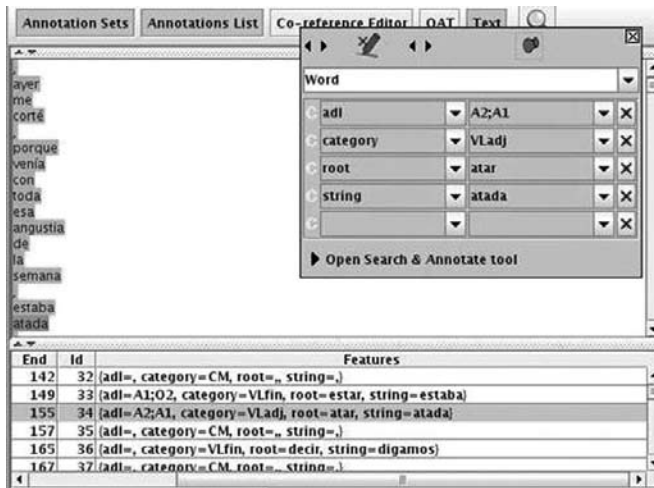 Annotation Sets Annotations List Co-reference Editor OAT Text
,
ayer
me
corté
,
porque
venía
con
toda
esa
angustia
de
la
semana
,
estaba
atada
Word
C adl A2;A1
C category VLadj
C root atar
C string atada
C
Open Search & Annotate tool
End Id Features
142 32 {adl=, category=CM, root=,, string=,}
149 33 {adl=A1;O2, category=VLfin, root=estar, string=estaba}
155 34 {adl=A2;A1, category=VLadj, root=atar, string=atada}
157 35 {adl=, category=CM, root=,, string=,}
165 36 {adl=, category=VLfin, root=decir, string=digamos}
167 37 {adl=, category=CM, root=,, string=,}